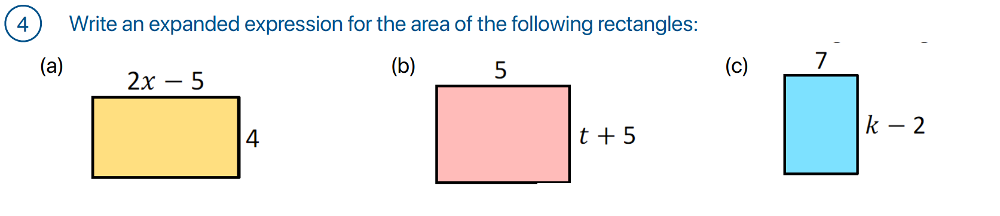 4 Write an expanded expression for the area of the following rectangles:
(a) 2x − 5
4
(b) 5
t + 5
(c) 7
k − 2